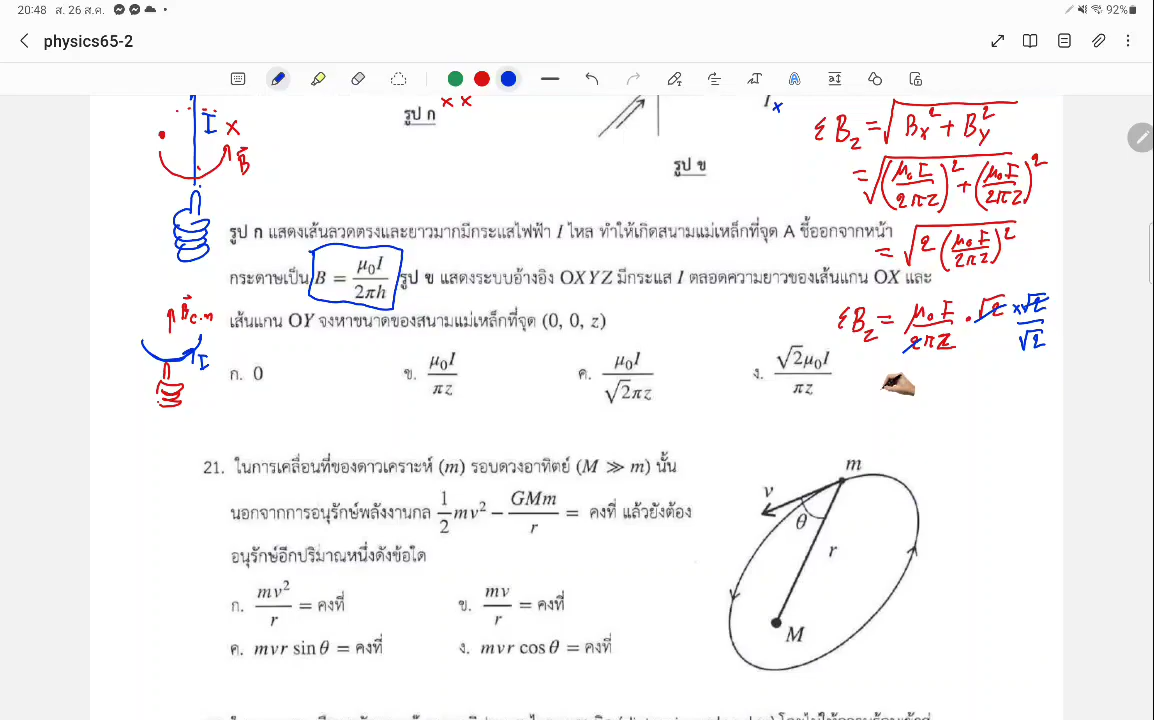 20:48 ส. 26 ส.ค. 92%
physics65-2
รูป ก
x x
I x
รูป ข
I x
B⃗
ΣB_z = √(B_x² + B_y²)
= √((μ₀I/2πz)² + (μ₀I/2πz)²)
= √(2(μ₀I/2πz)²)
ΣB_z = μ₀I/2πz · √2 ×√2/√2
รูป ก แสดงเส้นลวดตรงและยาวมากมีกระแสไฟฟ้า I ไหล ทำให้เกิดสนามแม่เหล็กที่จุด A ชี้ออกจากหน้า
กระดาษเป็น B = μ₀I/2πh รูป ข แสดงระบบอ้างอิง OXYZ มีกระแส I ตลอดความยาวของเส้นแกน OX และ
เส้นแกน OY จงหาขนาดของสนามแม่เหล็กที่จุด (0, 0, z)
I
ก. 0 ข. μ₀I/πz ค. μ₀I/√2πz ง. √2μ₀I/πz
21. ในการเคลื่อนที่ของดาวเคราะห์ (m) รอบดวงอาทิตย์ (M ≫ m) นั้น
นอกจากการอนุรักษ์พลังงานกล 1/2 mv² − GMm/r = คงที่ แล้วยังต้อง
อนุรักษ์อีกปริมาณหนึ่งดังข้อใด
ก. mv²/r = คงที่ ข. mv/r = คงที่
ค. mvr sin θ = คงที่ ง. mvr cos θ = คงที่
m
v
θ
r
M